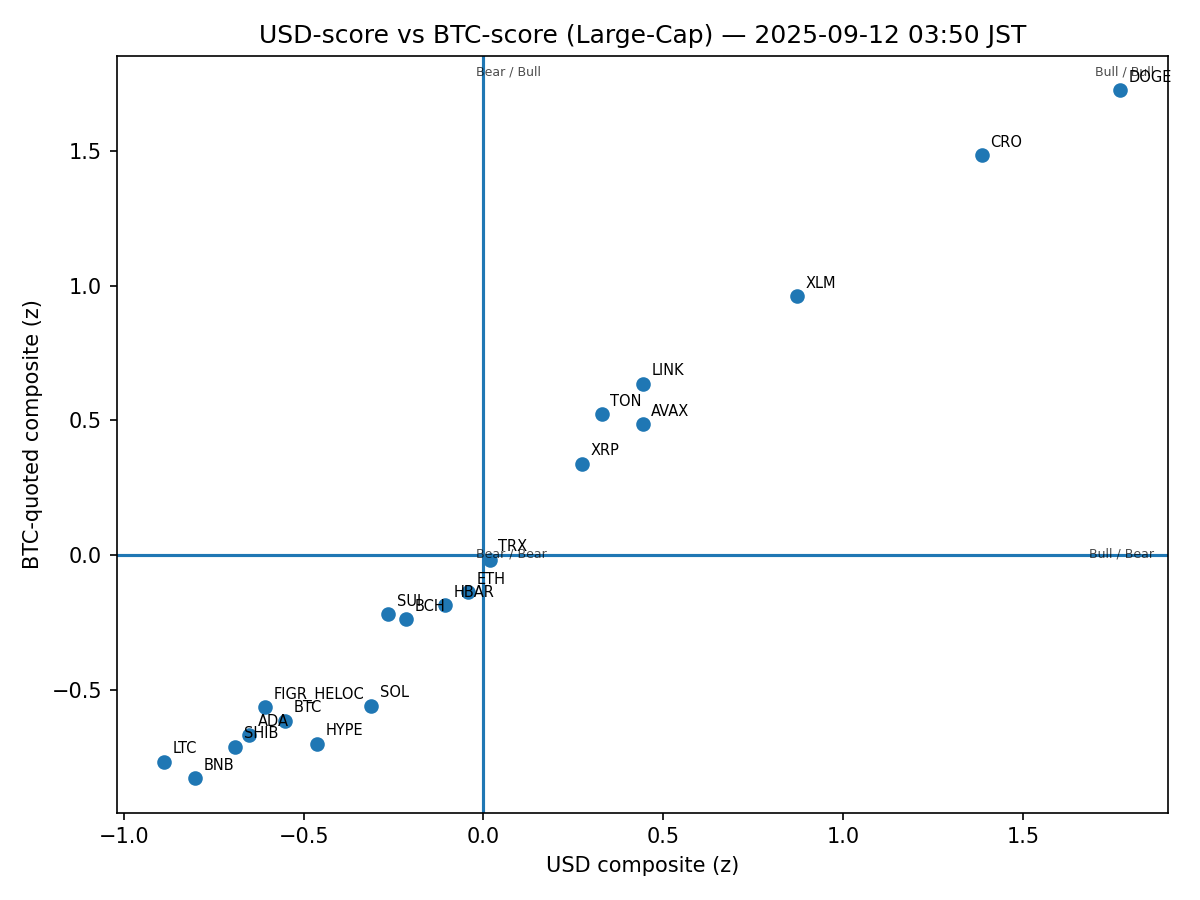 USD-score vs BTC-score (Large-Cap) — 2025-09-12 03:50 JST
Bear / Bull
Bull / Bull
DOGE
CRO
XLM
LINK
TON
AVAX
XRP
TRX
Bear / Bear
Bull / Bear
ETH
HBAR
SUI
BCH
SOL
FIGR_HELOC
BTC
ADA
SHIB
HYPE
LTC
BNB
1.5
1.0
0.5
0.0
−0.5
−1.0
−0.5
0.0
0.5
1.0
1.5
BTC-quoted composite (z)
USD composite (z)